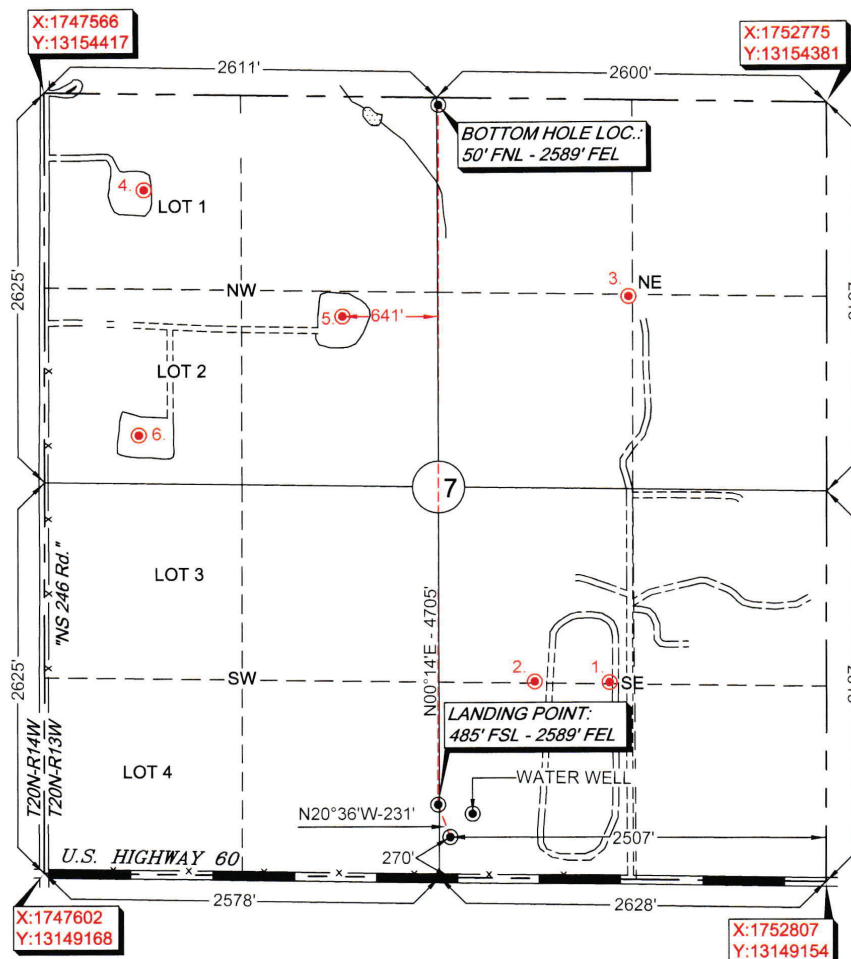 X:1747566
Y:13154417
X:1752775
Y:13154381
2611'
2600'
BOTTOM HOLE LOC.:
50' FNL - 2589' FEL
4.
LOT 1
2625'
NW
3.
NE
5.
641'
LOT 2
6.
7
"NS 246 Rd."
LOT 3
N00°14'E - 4705'
2625'
SW
2.
1.
SE
LANDING POINT:
485' FSL - 2589' FEL
T20N-R14W
T20N-R13W
LOT 4
WATER WELL
N20°36'W-231'
2507'
270'
U.S. HIGHWAY 60
2578'
2628'
X:1747602
Y:13149168
X:1752807
Y:13149154